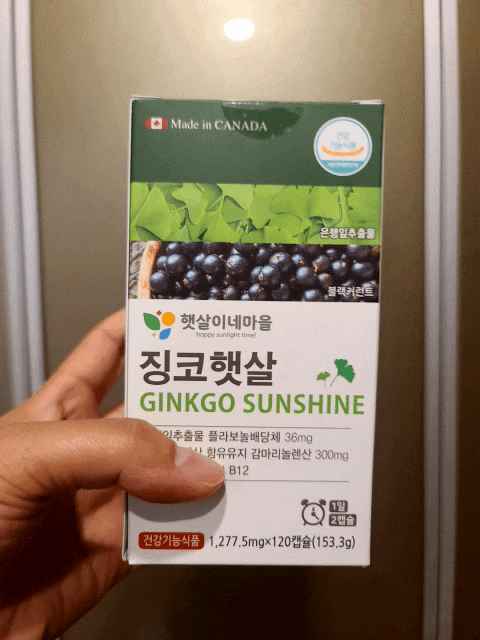 Made in CANADA
건강
기능식품
은행잎추출물
블랙커런트
햇살이네마을
happy sunlight time!
징코햇살
GINKGO SUNSHINE
플라보놀배당체 36mg
함유유지 감마리놀렌산 300mg
B12
1일
2캡슐
건강기능식품 1,277.5mg×120캡슐(153.3g)